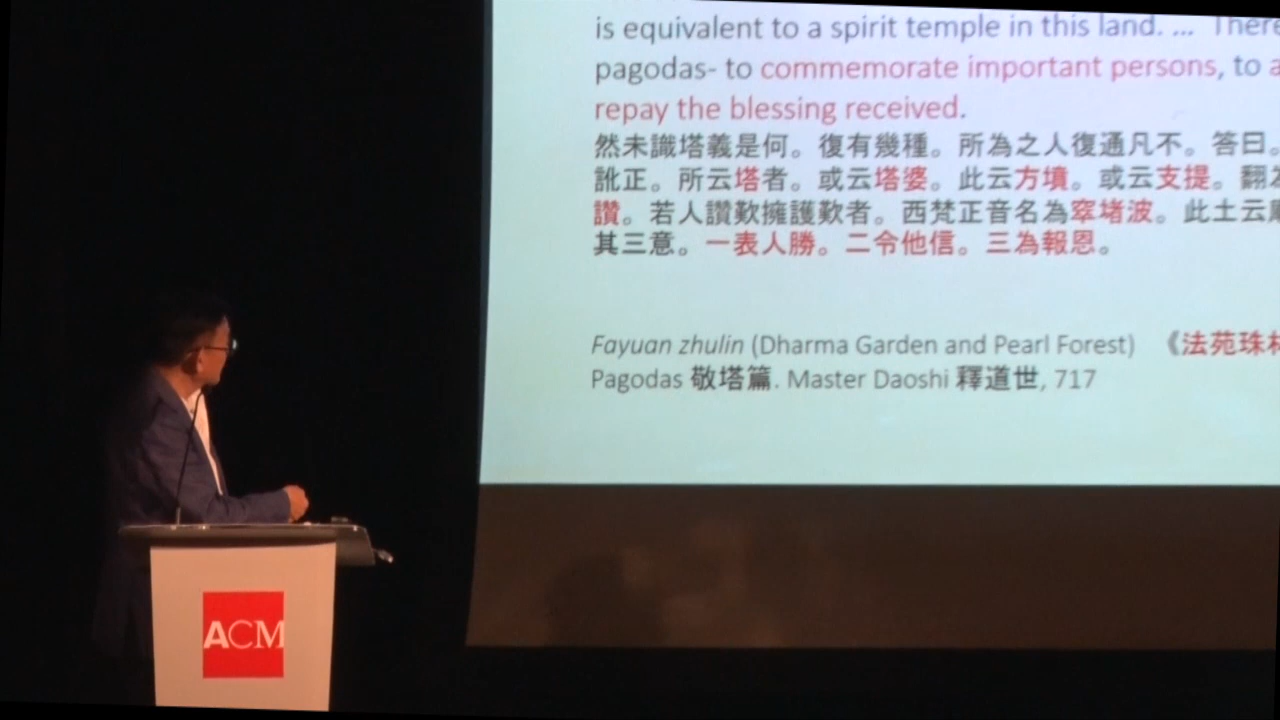 is equivalent to a spirit temple in this land. ... There
pagodas- to commemorate important persons, to a
repay the blessing received.
然未識塔義是何。復有幾種。所為之人復通凡不。答曰。
訛正。所云塔者。或云塔婆。此云方墳。或云支提。翻為
讚。若人讚歎擁護歎者。西梵正音名為窣堵波。此土云廟
其三意。一表人勝。二令他信。三為報恩。
Fayuan zhulin (Dharma Garden and Pearl Forest) 《法苑珠林
Pagodas 敬塔篇. Master Daoshi 釋道世, 717
ACM